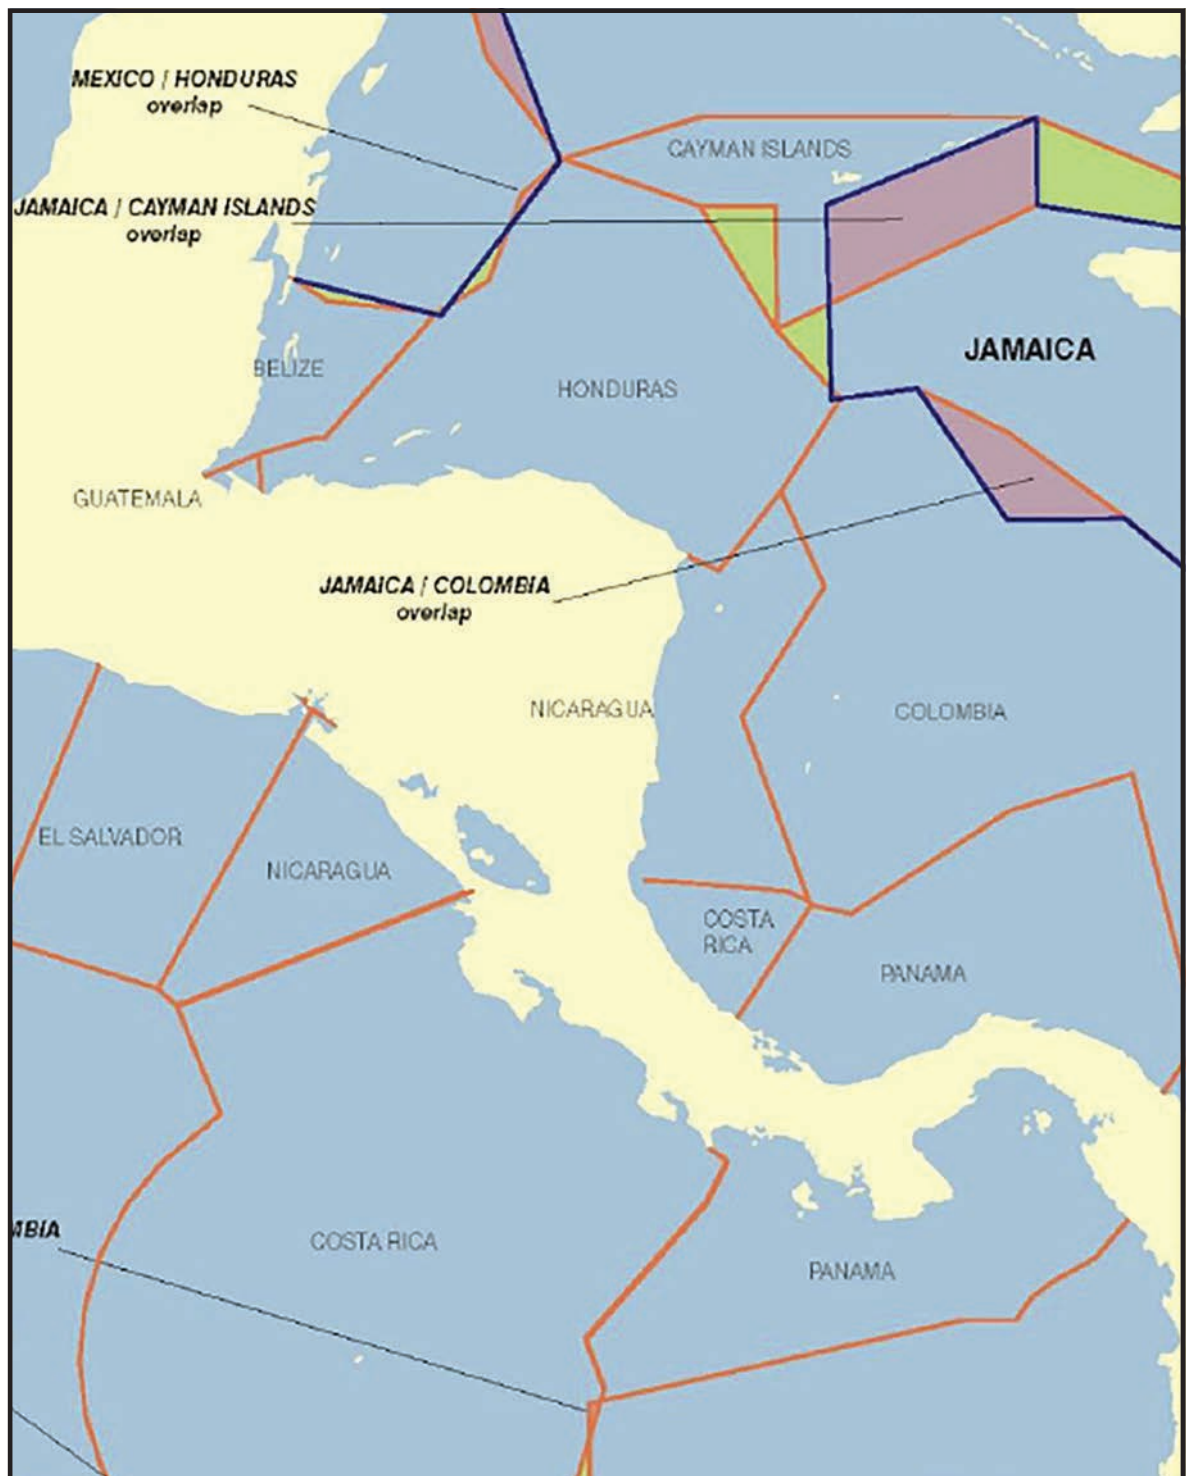 MEXICO / HONDURAS
overlap
CAYMAN ISLANDS
JAMAICA / CAYMAN ISLANDS
overlap
JAMAICA
BELIZE
HONDURAS
GUATEMALA
JAMAICA / COLOMBIA
overlap
NICARAGUA
COLOMBIA
EL SALVADOR
NICARAGUA
COSTA
RICA
PANAMA
MBIA
COSTA RICA
PANAMA